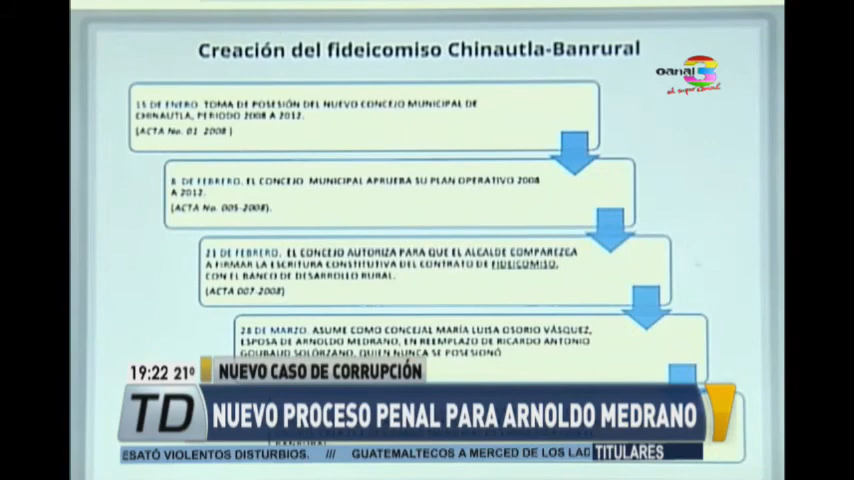 Creación del fideicomiso Chinautla-Banrural
canal 3
el super canal
15 DE ENERO. TOMA DE POSESIÓN DEL NUEVO CONCEJO MUNICIPAL DE
CHINAUTLA, PERIODO 2008 A 2012.
(ACTA No. 01 2008 )
8 DE FEBRERO. EL CONCEJO MUNICIPAL APRUEBA SU PLAN OPERATIVO 2008
A 2012.
(ACTA No. 005-2008).
21 DE FEBRERO. EL CONCEJO AUTORIZA PARA QUE EL ALCALDE COMPAREZCA
A FIRMAR LA ESCRITURA CONSTITUTIVA DEL CONTRATO DE FIDEICOMISO,
CON EL BANCO DE DESARROLLO RURAL.
(ACTA 007-2008)
28 DE MARZO. ASUME COMO CONCEJAL MARÍA LUISA OSORIO VÁSQUEZ,
ESPOSA DE ARNOLDO MEDRANO, EN REEMPLAZO DE RICARDO ANTONIO
GOUBAUD SOLÓRZANO, QUIEN NUNCA SE POSESIONÓ
19:22 21º NUEVO CASO DE CORRUPCIÓN
TD NUEVO PROCESO PENAL PARA ARNOLDO MEDRANO
ESATÓ VIOLENTOS DISTURBIOS. /// GUATEMALTECOS A MERCED DE LOS LAD TITULARES